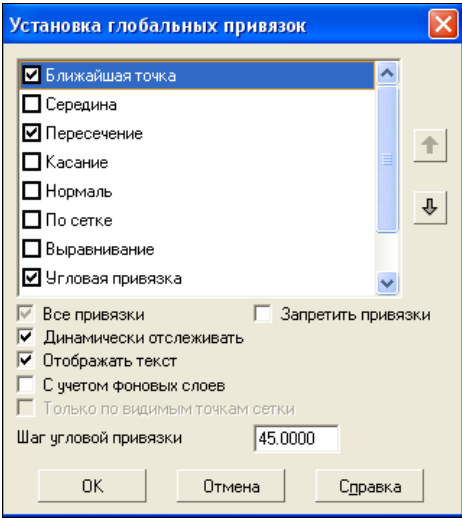 Установка глобальных привязок
Ближайшая точка
Середина
Пересечение
Касание
Нормаль
По сетке
Выравнивание
Угловая привязка
Все привязки Запретить привязки
Динамически отслеживать
Отображать текст
С учетом фоновых слоев
Только по видимым точкам сетки
Шаг угловой привязки 45.0000
OK Отмена Справка